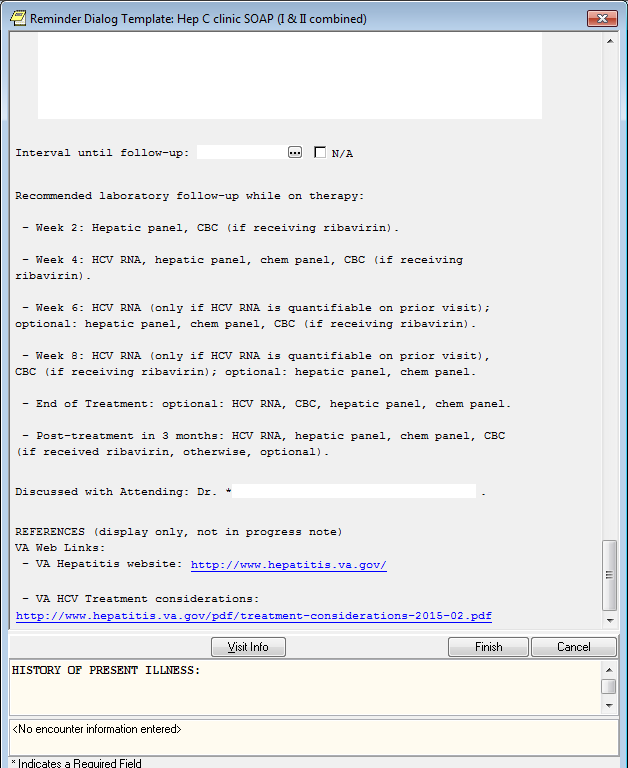 Reminder Dialog Template: Hep C clinic SOAP (I & II combined)
Interval until follow-up: ... N/A
Recommended laboratory follow-up while on therapy:
- Week 2: Hepatic panel, CBC (if receiving ribavirin).
- Week 4: HCV RNA, hepatic panel, chem panel, CBC (if receiving
ribavirin).
- Week 6: HCV RNA (only if HCV RNA is quantifiable on prior visit);
optional: hepatic panel, chem panel, CBC (if receiving ribavirin).
- Week 8: HCV RNA (only if HCV RNA is quantifiable on prior visit),
CBC (if receiving ribavirin); optional: hepatic panel, chem panel.
- End of Treatment: optional: HCV RNA, CBC, hepatic panel, chem panel.
- Post-treatment in 3 months: HCV RNA, hepatic panel, chem panel, CBC
(if received ribavirin, otherwise, optional).
Discussed with Attending: Dr. * .
REFERENCES (display only, not in progress note)
VA Web Links:
- VA Hepatitis website: http://www.hepatitis.va.gov/
- VA HCV Treatment considerations:
http://www.hepatitis.va.gov/pdf/treatment-considerations-2015-02.pdf
Visit Info Finish Cancel
HISTORY OF PRESENT ILLNESS:
<No encounter information entered>
* Indicates a Required Field